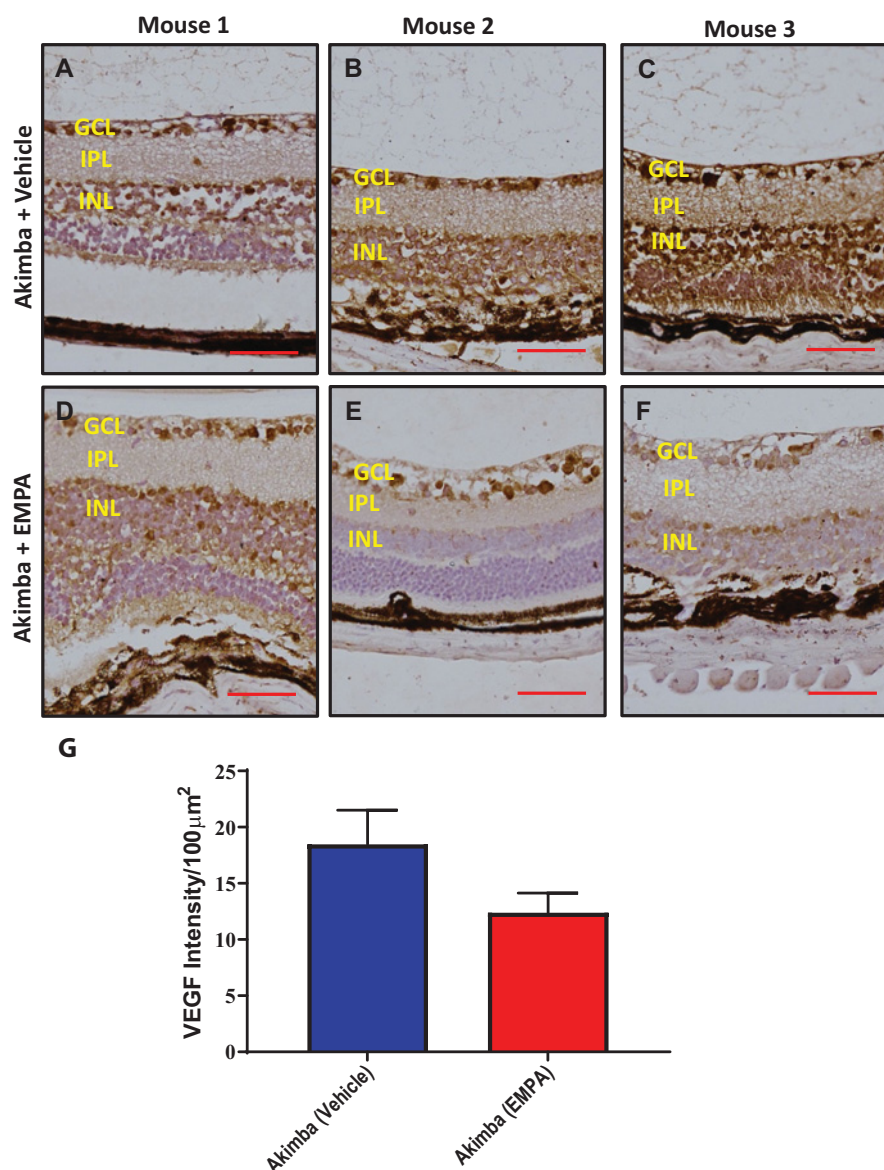 Mouse 1 Mouse 2 Mouse 3
Akimba + Vehicle
A B C
GCL GCL GCL
IPL IPL IPL
INL INL INL
Akimba + EMPA
D E F
GCL GCL GCL
IPL IPL IPL
INL INL INL
G
VEGF Intensity/100µm²
25
20
15
10
5
0
Akimba (Vehicle) Akimba (EMPA)